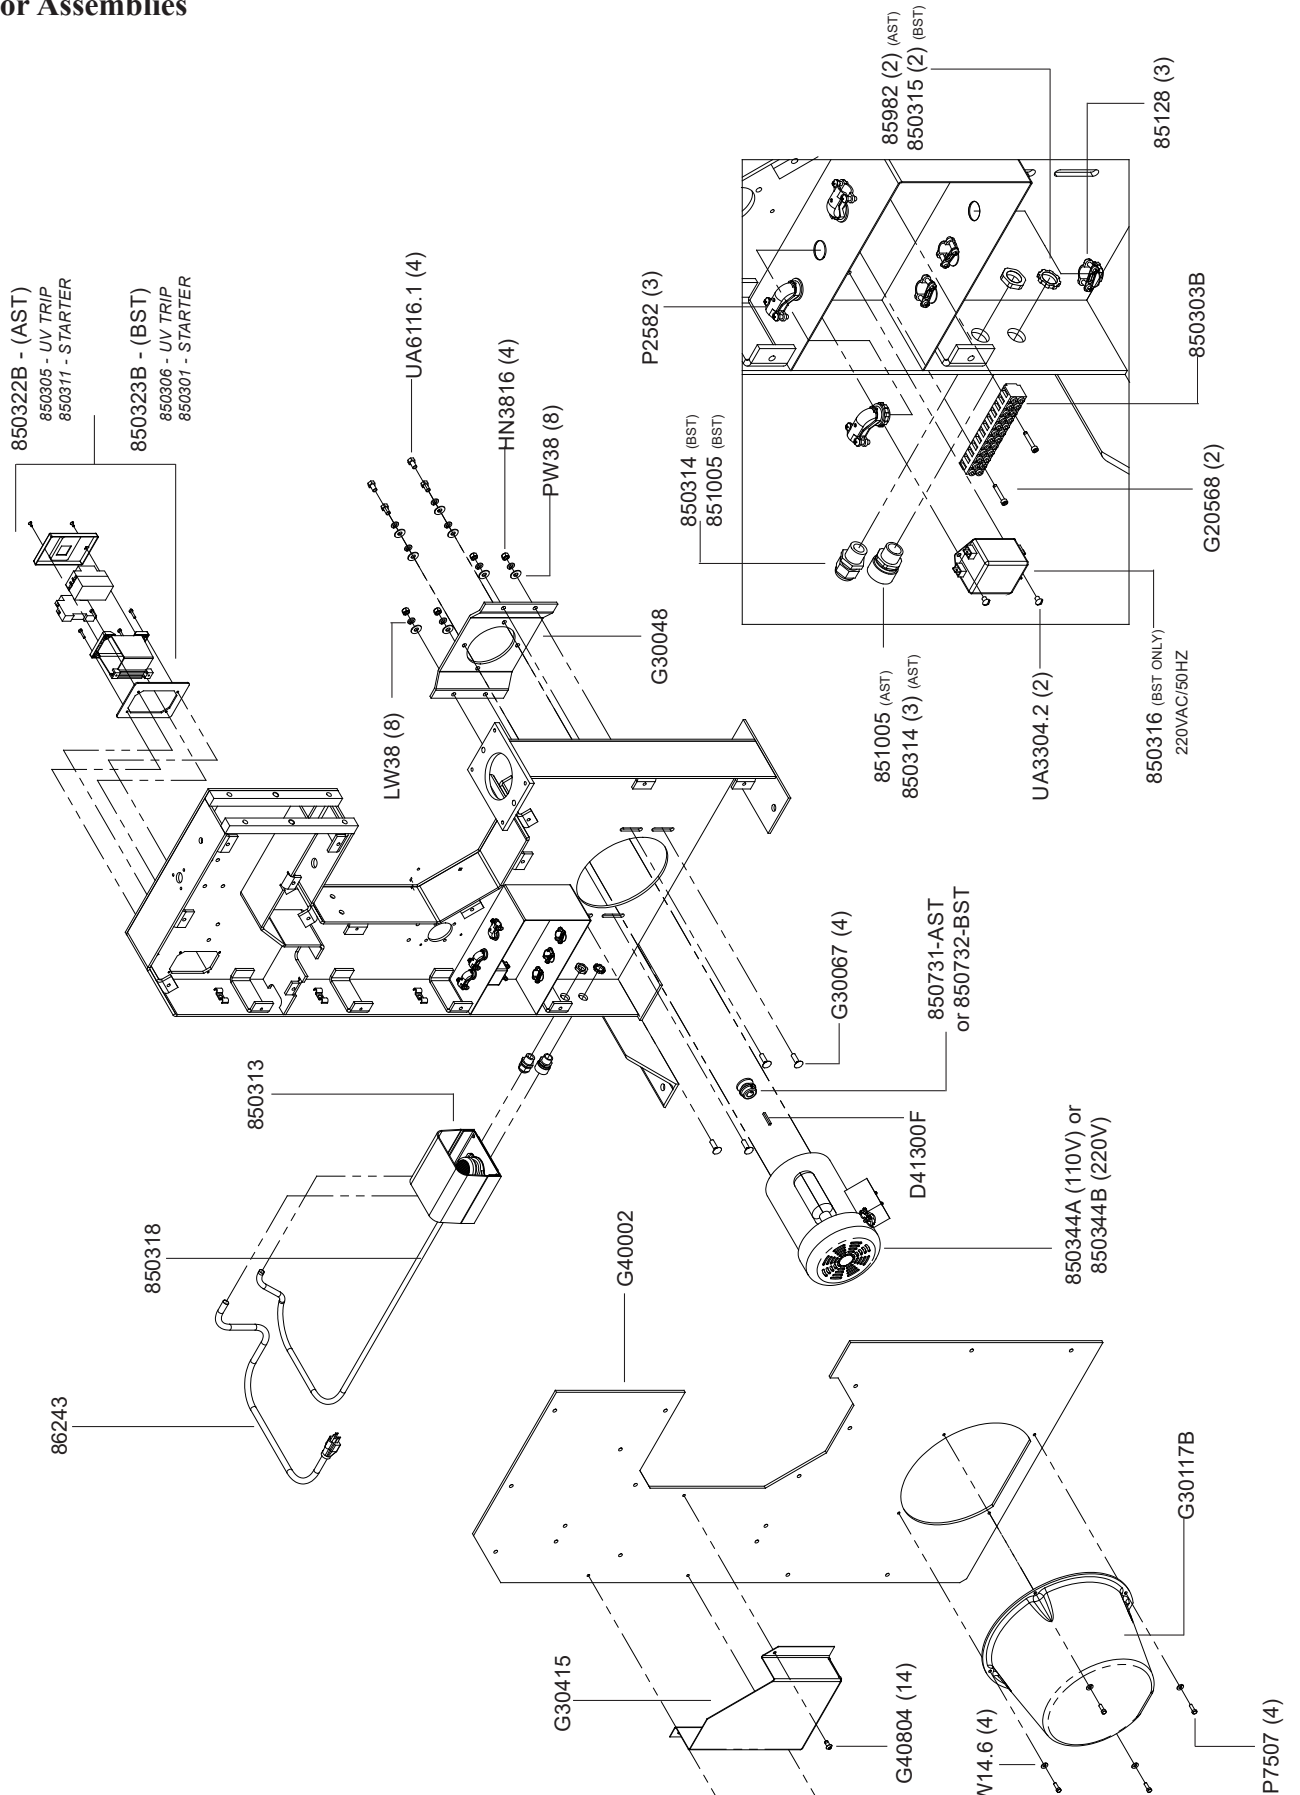 or Assemblies
850322B - (AST)
850305 - UV TRIP
850311 - STARTER
850323B - (BST)
850306 - UV TRIP
850301 - STARTER
UA6116.1 (4)
HN3816 (4)
PW38 (8)
LW38 (8)
G30048
85982 (2) (AST)
850315 (2) (BST)
85128 (3)
P2582 (3)
850314 (BST)
851005 (BST)
850303B
G20568 (2)
851005 (AST)
850314 (3) (AST)
UA3304.2 (2)
850316 (BST ONLY)
220VAC/50HZ
850313
850318
86243
G30067 (4)
850731-AST
or 850732-BST
D41300F
850344A (110V) or
850344B (220V)
G40002
G30415
G40804 (14)
G30117B
14.6 (4)
P7507 (4)